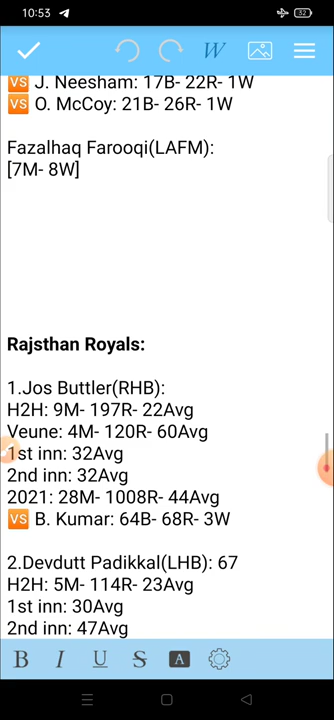 10:53
32
W
VS J. Neesham: 17B- 22R- 1W
VS O. McCoy: 21B- 26R- 1W
Fazalhaq Farooqi(LAFM):
[7M- 8W]
Rajsthan Royals:
1.Jos Buttler(RHB):
H2H: 9M- 197R- 22Avg
Veune: 4M- 120R- 60Avg
1st inn: 32Avg
2nd inn: 32Avg
2021: 28M- 1008R- 44Avg
VS B. Kumar: 64B- 68R- 3W
2.Devdutt Padikkal(LHB): 67
H2H: 5M- 114R- 23Avg
1st inn: 30Avg
2nd inn: 47Avg
B I U S A